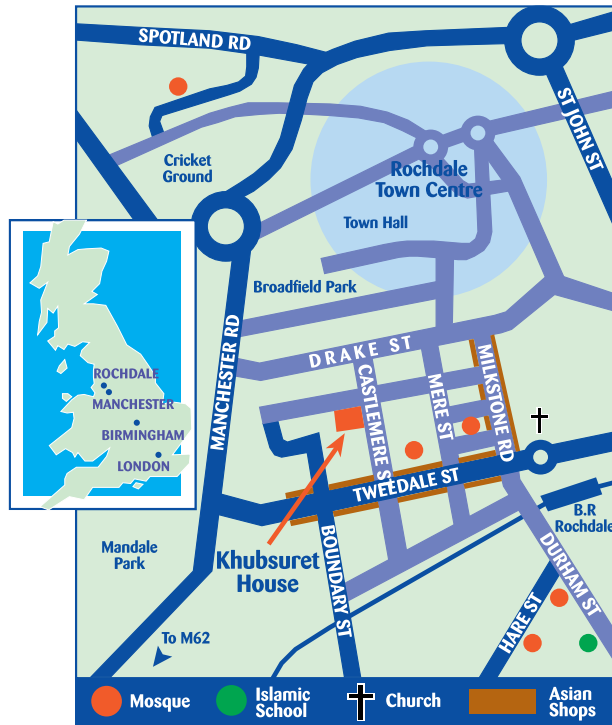 SPOTLAND RD
ST JOHN ST
Cricket
Ground
Rochdale
Town Centre
Town Hall
Broadfield Park
MANCHESTER RD
DRAKE ST
CASTLEMERE ST
MERE ST
MILKSTONE RD
ROCHDALE
MANCHESTER
BIRMINGHAM
LONDON
TWEEDALE ST
B.R
Rochdale
Mandale
Park
Khubsuret
House
BOUNDARY ST
DURHAM ST
HARE ST
To M62
Mosque
Islamic
School
Church
Asian
Shops